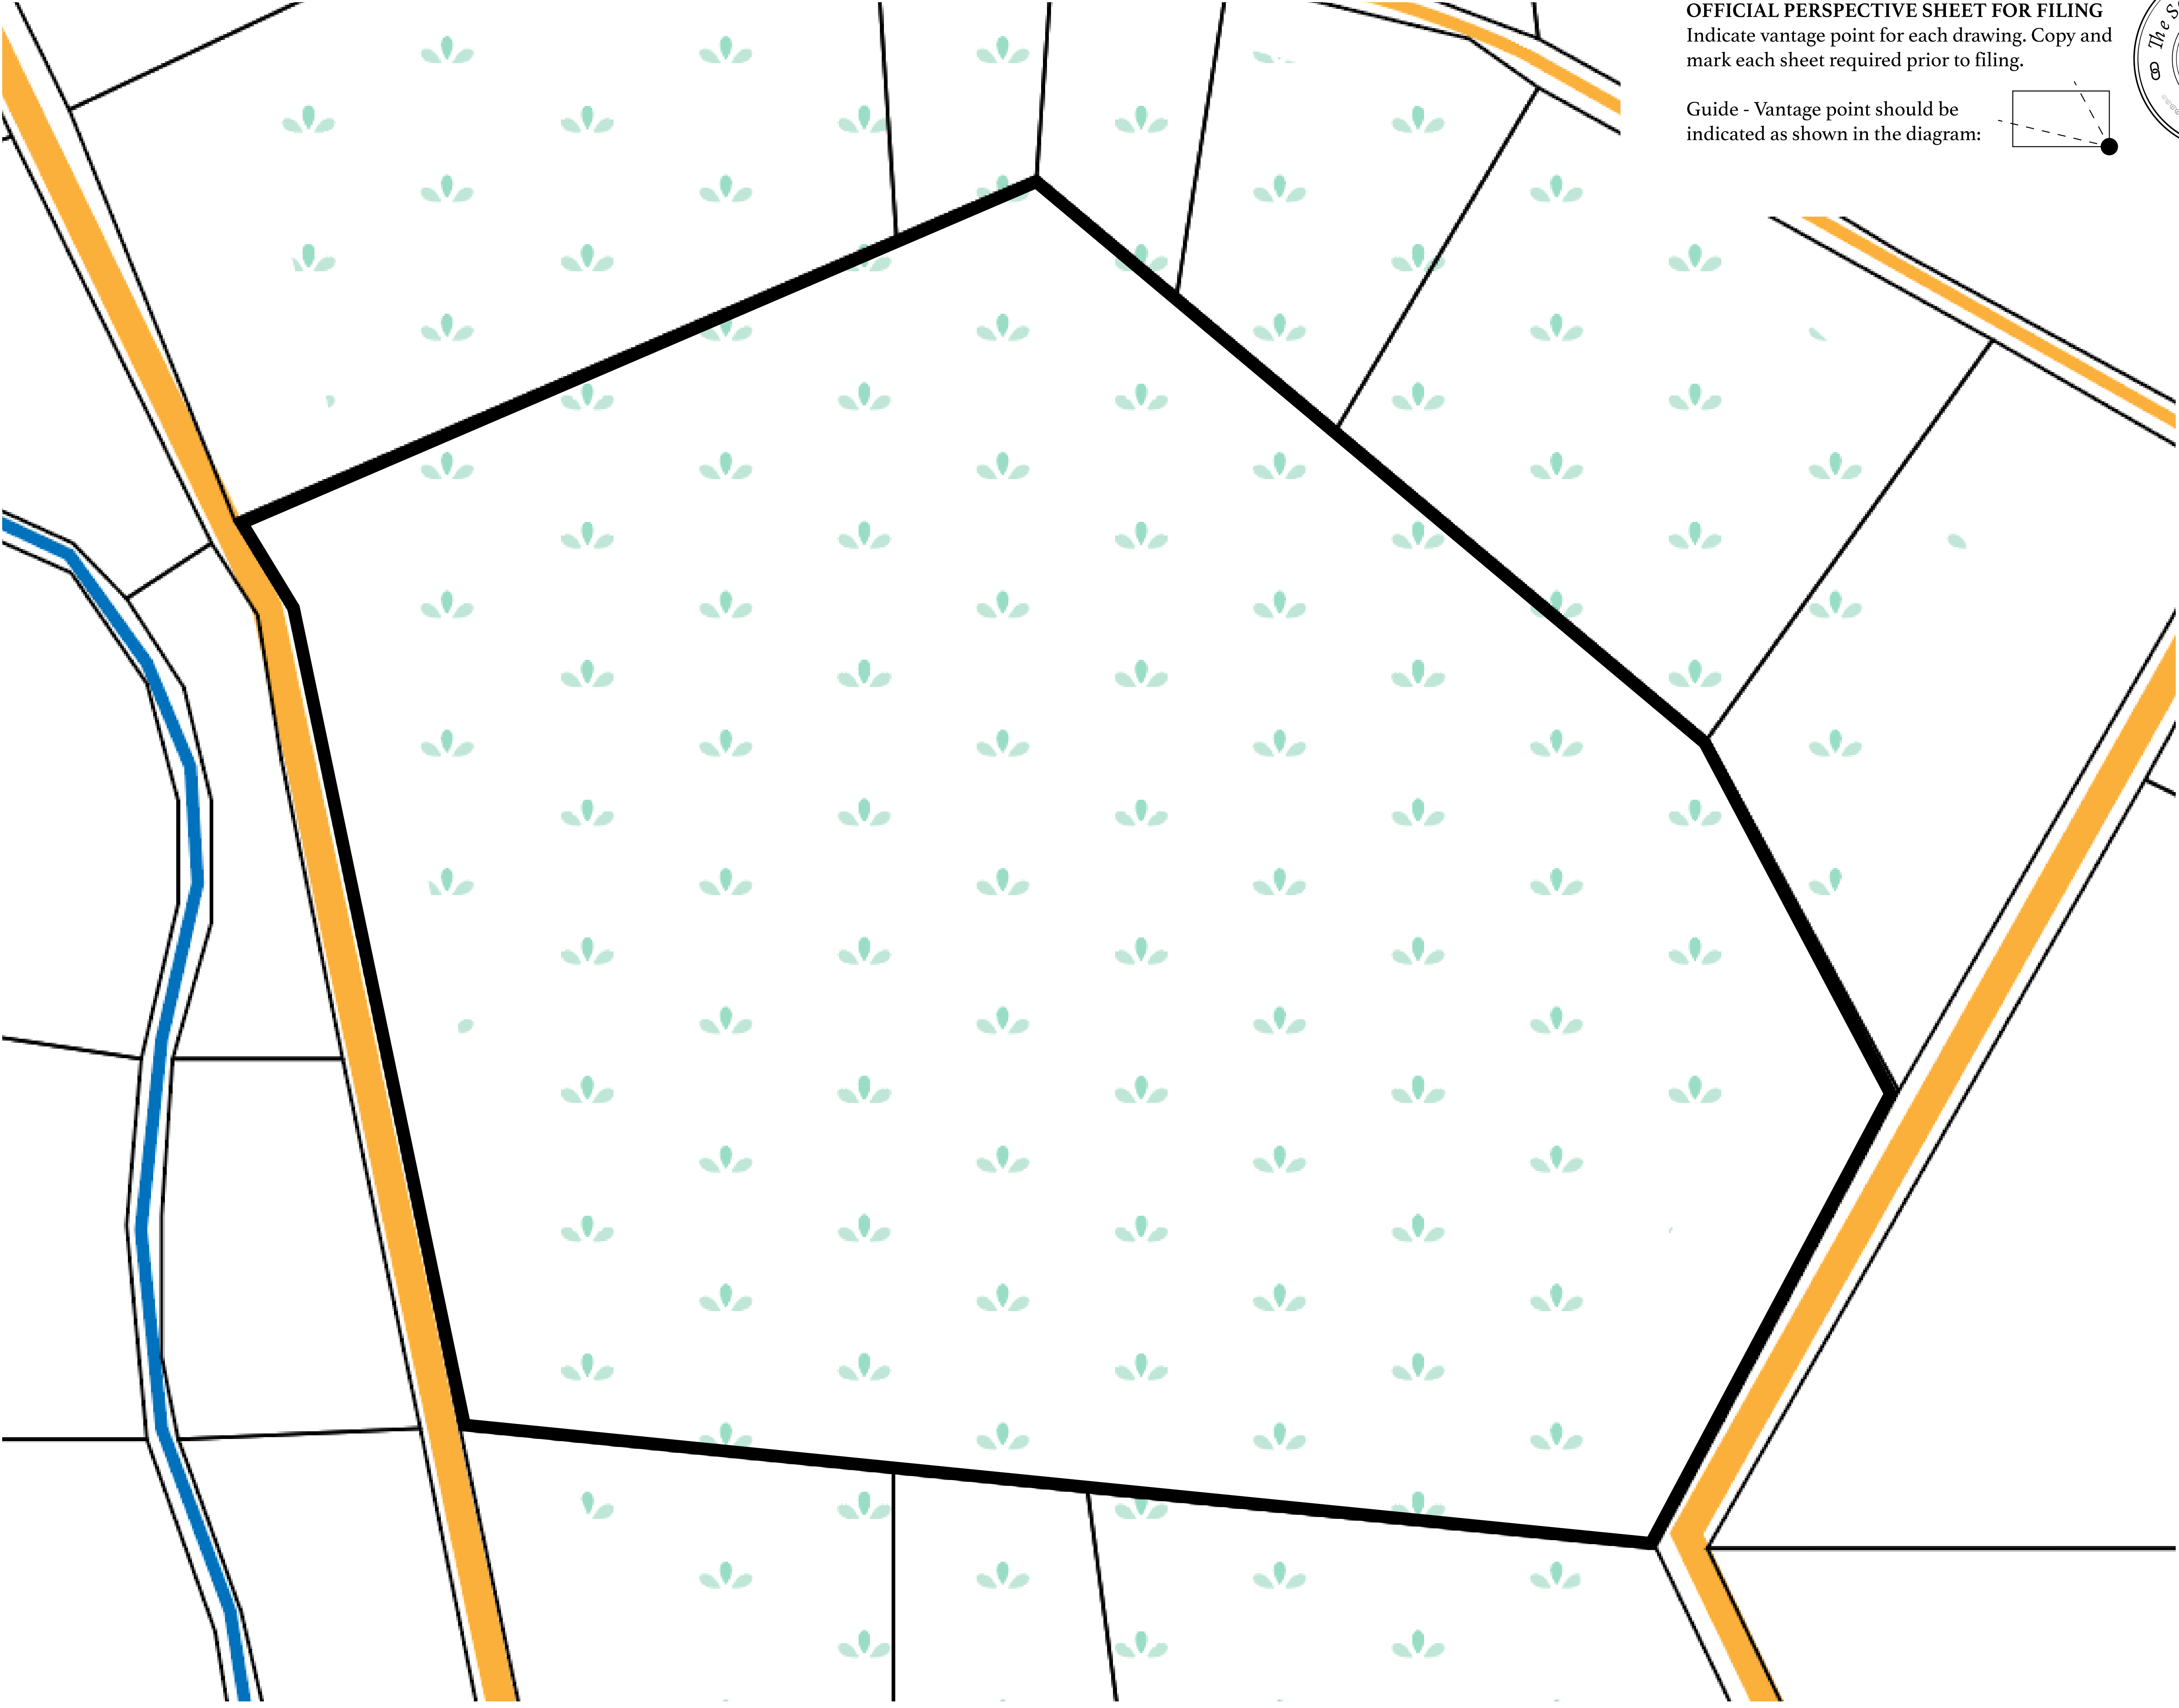 OFFICIAL PERSPECTIVE SHEET FOR FILING
Indicate vantage point for each drawing. Copy and
mark each sheet required prior to filing.
Guide - Vantage point should be
indicated as shown in the diagram:
The